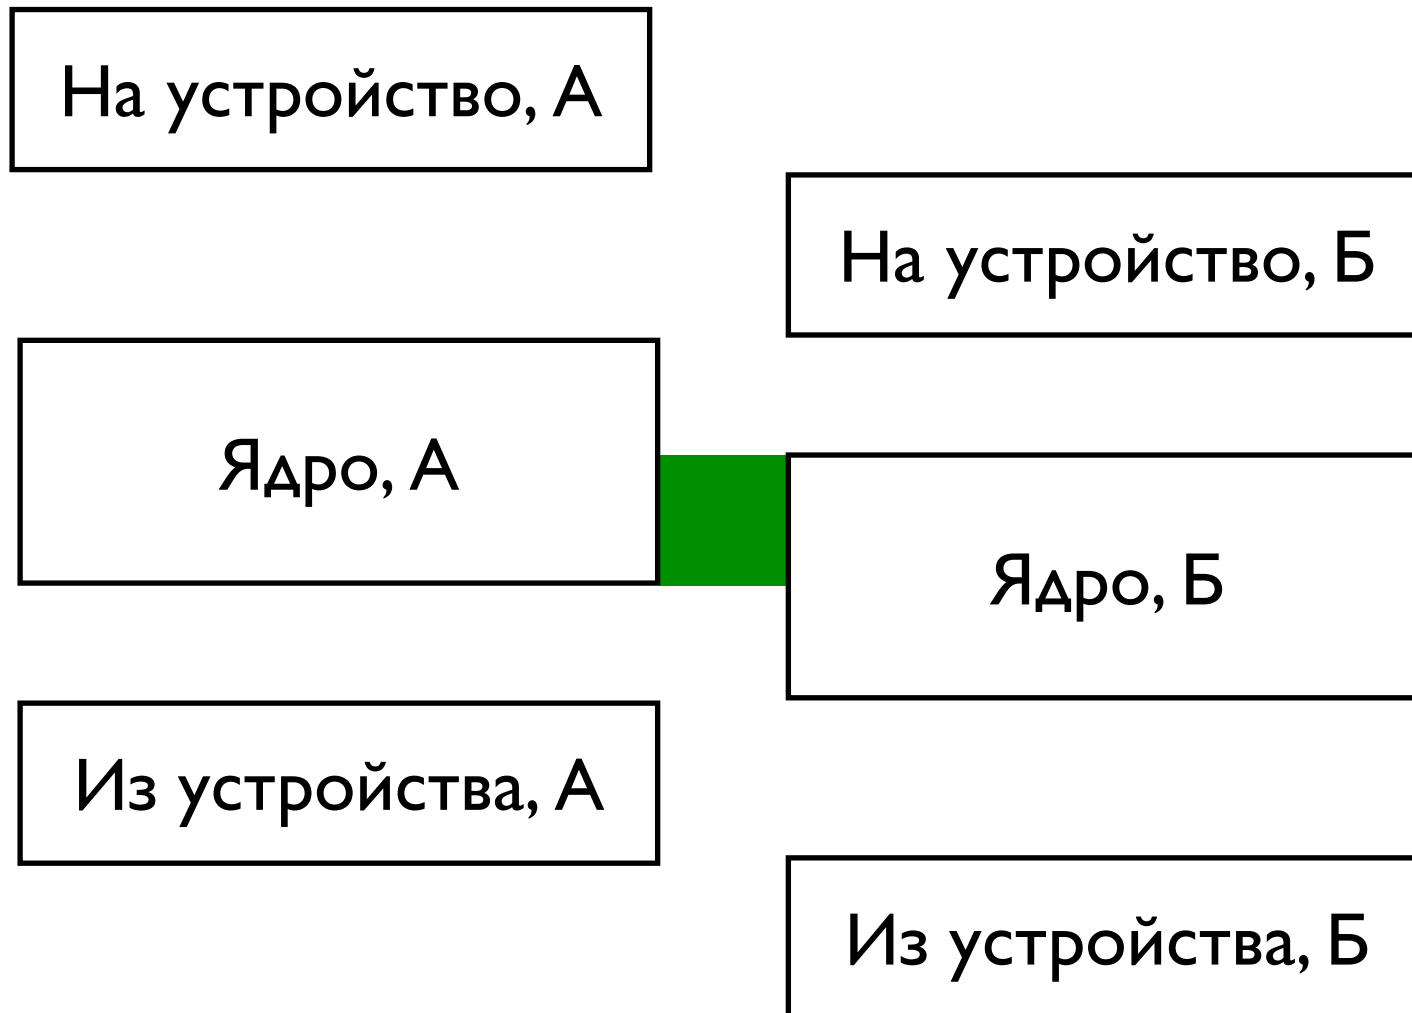 На устройство, А
На устройство, Б
Ядро, А
Ядро, Б
Из устройства, А
Из устройства, Б